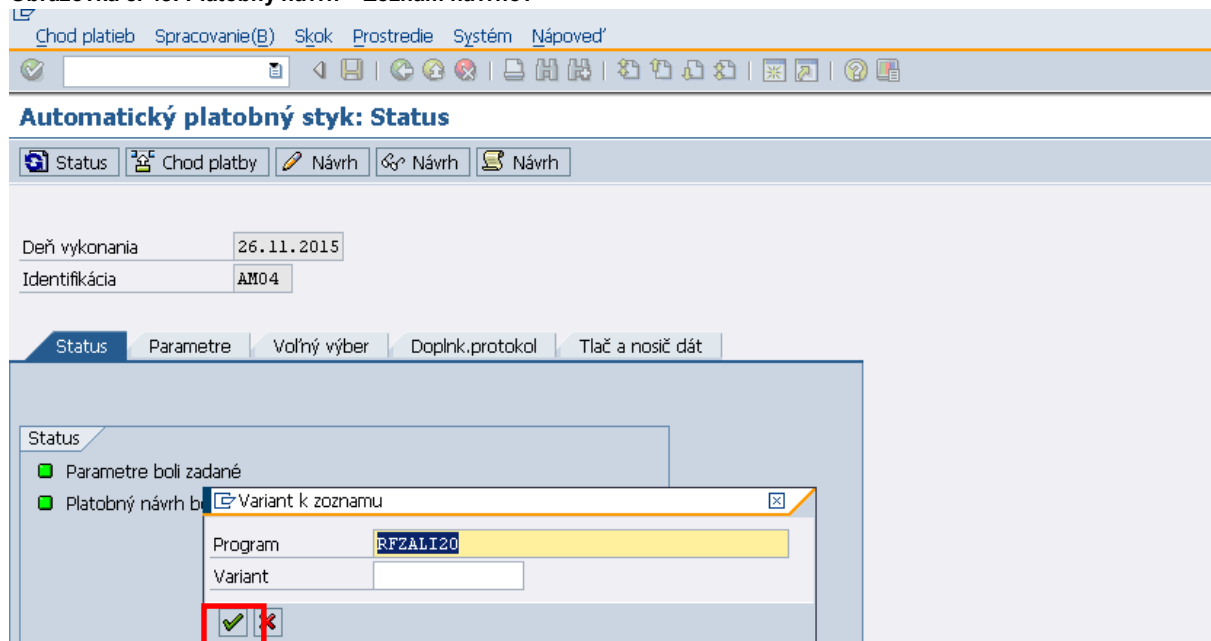 Chod platieb Spracovanie(B) Skok Prostredie Systém Nápoveď
Automatický platobný styk: Status
Status Chod platby Návrh Návrh Návrh
Deň vykonania 26.11.2015
Identifikácia AM04
Status Parametre Voľný výber Doplnk.protokol Tlač a nosič dát
Status
Parametre boli zadané
Platobný návrh
Variant k zoznamu
Program RFZALI20
Variant